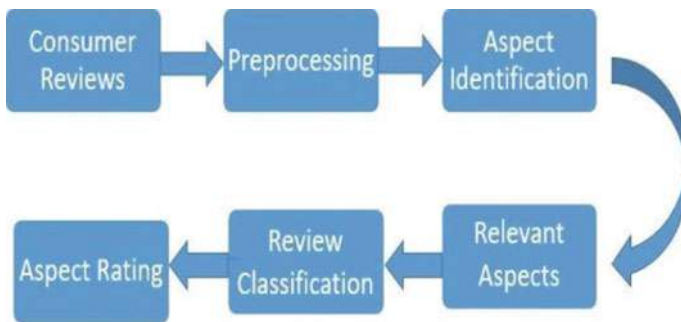 Consumer
Reviews
Preprocessing
Aspect
Identification
Relevant
Aspects
Review
Classification
Aspect Rating